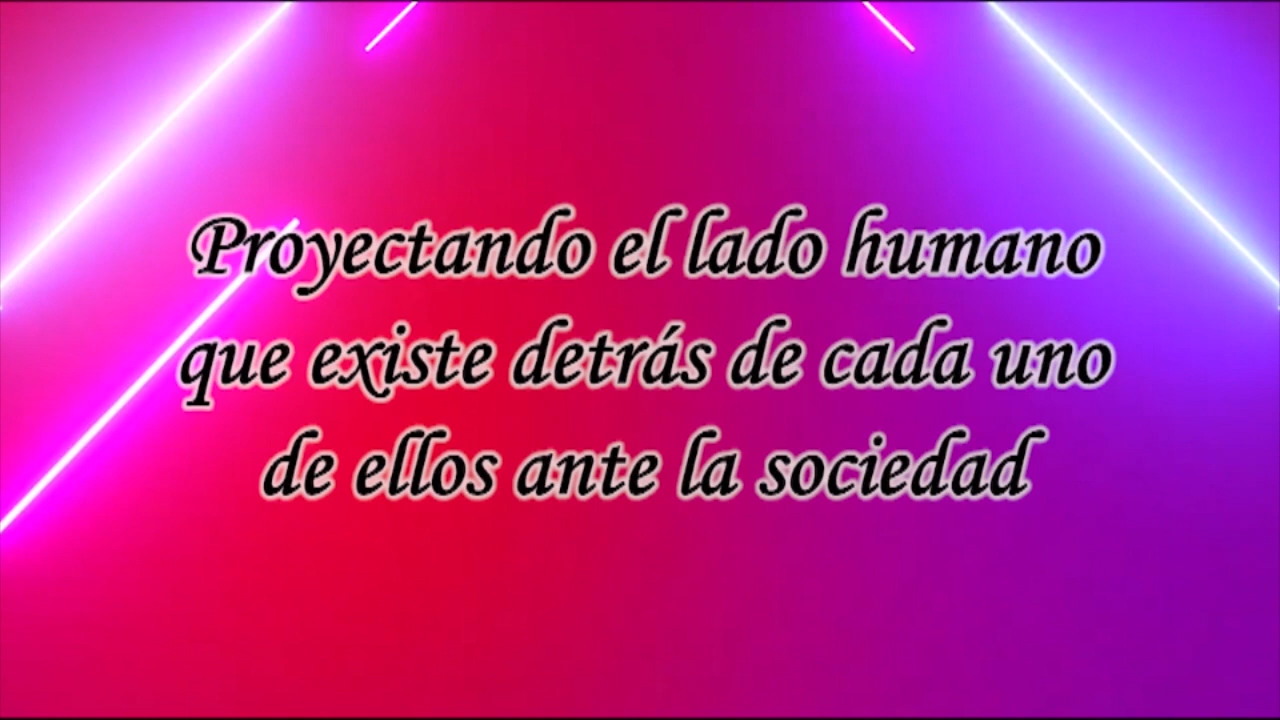 Proyectando el lado humano
que existe detrás de cada uno
de ellos ante la sociedad